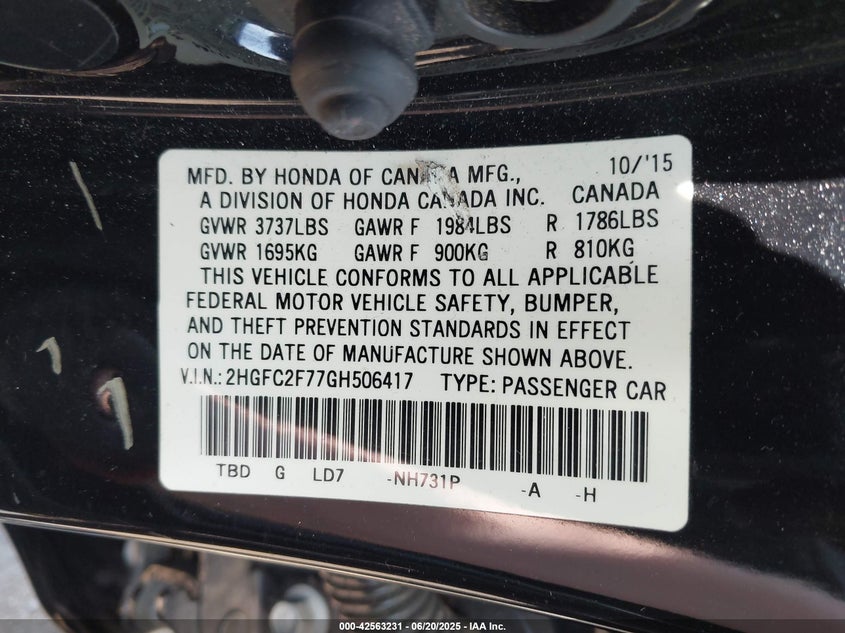 MFD. BY HONDA OF CANADA MFG., 10/'15
A DIVISION OF HONDA CANADA INC. CANADA
GVWR 3737LBS GAWR F 1984LBS R 1786LBS
GVWR 1695KG GAWR F 900KG R 810KG
THIS VEHICLE CONFORMS TO ALL APPLICABLE
FEDERAL MOTOR VEHICLE SAFETY, BUMPER,
AND THEFT PREVENTION STANDARDS IN EFFECT
ON THE DATE OF MANUFACTURE SHOWN ABOVE.
V.I.N.: 2HGFC2F77GH506417 TYPE: PASSENGER CAR
TBD G LD7 -NH731P -A -H
000-42563231 - 06/20/2025 - IAA Inc.